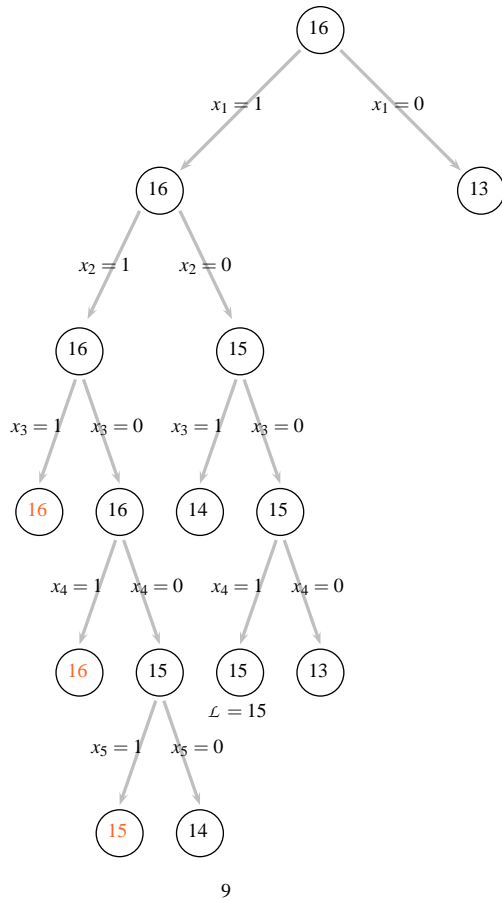 16
x₁ = 1 x₁ = 0
16 13
x₂ = 1 x₂ = 0
16 15
x₃ = 1 x₃ = 0 x₃ = 1 x₃ = 0
16 16 14 15
x₄ = 1 x₄ = 0 x₄ = 1 x₄ = 0
16 15 15 13
ℒ = 15
x₅ = 1 x₅ = 0
15 14
9